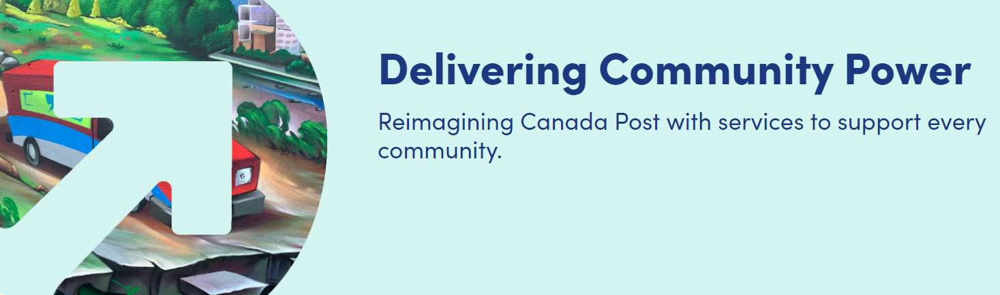 Delivering Community Power
Reimagining Canada Post with services to support every
community.